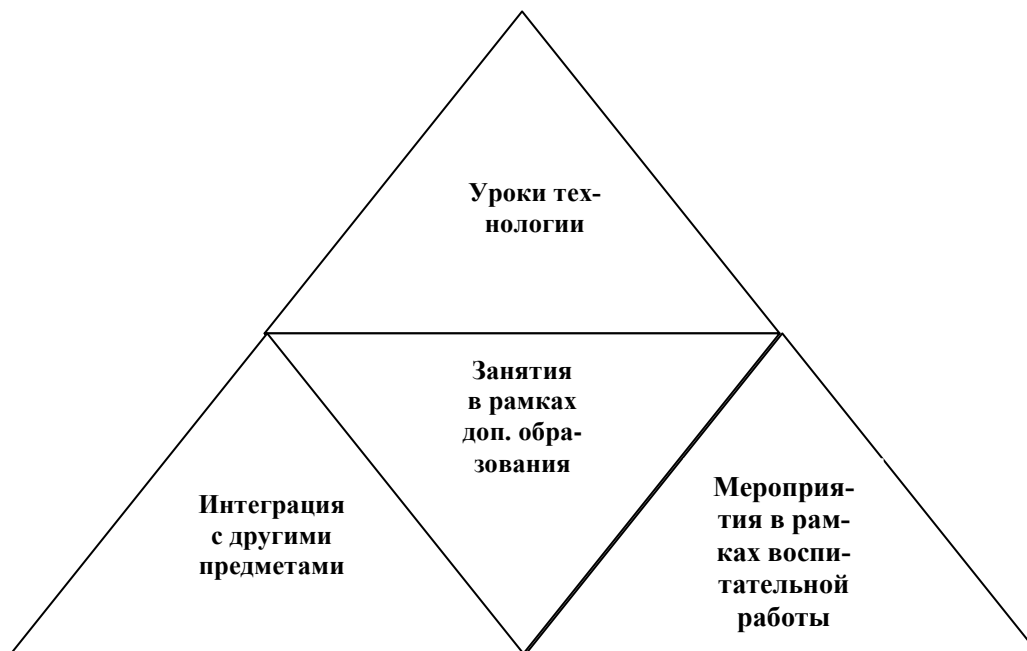 Уроки тех-
нологии
Занятия
в рамках
доп. обра-
зования
Интеграция
с другими
предметами
Мероприя-
тия в рам-
ках воспи-
тательной
работы